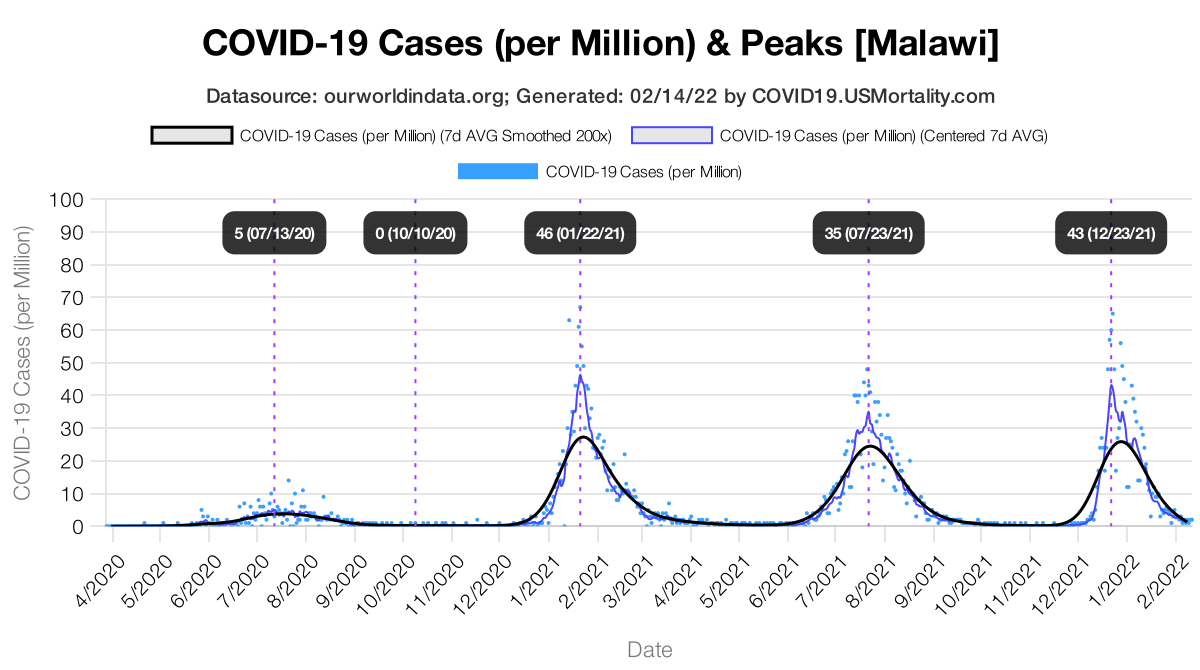 COVID-19 Cases (per Million) & Peaks [Malawi]
Datasource: ourworldindata.org; Generated: 02/14/22 by COVID19.USMortality.com
COVID-19 Cases (per Million) (7d AVG Smoothed 200x) COVID-19 Cases (per Million) (Centered 7d AVG)
COVID-19 Cases (per Million)
COVID-19 Cases (per Million)
100
90
80
70
60
50
40
30
20
10
0
5 (07/13/20) 0 (10/10/20) 46 (01/22/21) 35 (07/23/21) 43 (12/23/21)
4/2020 5/2020 6/2020 7/2020 8/2020 9/2020 10/2020 11/2020 12/2020 1/2021 2/2021 3/2021 4/2021 5/2021 6/2021 7/2021 8/2021 9/2021 10/2021 11/2021 12/2021 1/2022 2/2022
Date